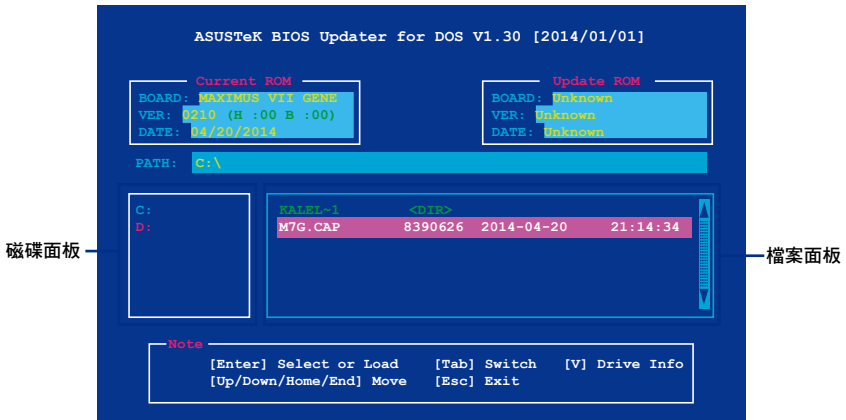 ASUSTeK BIOS Updater for DOS V1.30 [2014/01/01]
Current ROM
BOARD: MAXIMUS VII GENE
VER: 0210 (H :00 B :00)
DATE: 04/20/2014
Update ROM
BOARD: Unknown
VER: Unknown
DATE: Unknown
PATH: C:\
磁碟面板
C:
D:
KALEL~1 <DIR>
M7G.CAP 8390626 2014-04-20 21:14:34
檔案面板
Note
[Enter] Select or Load [Tab] Switch [V] Drive Info
[Up/Down/Home/End] Move [Esc] Exit